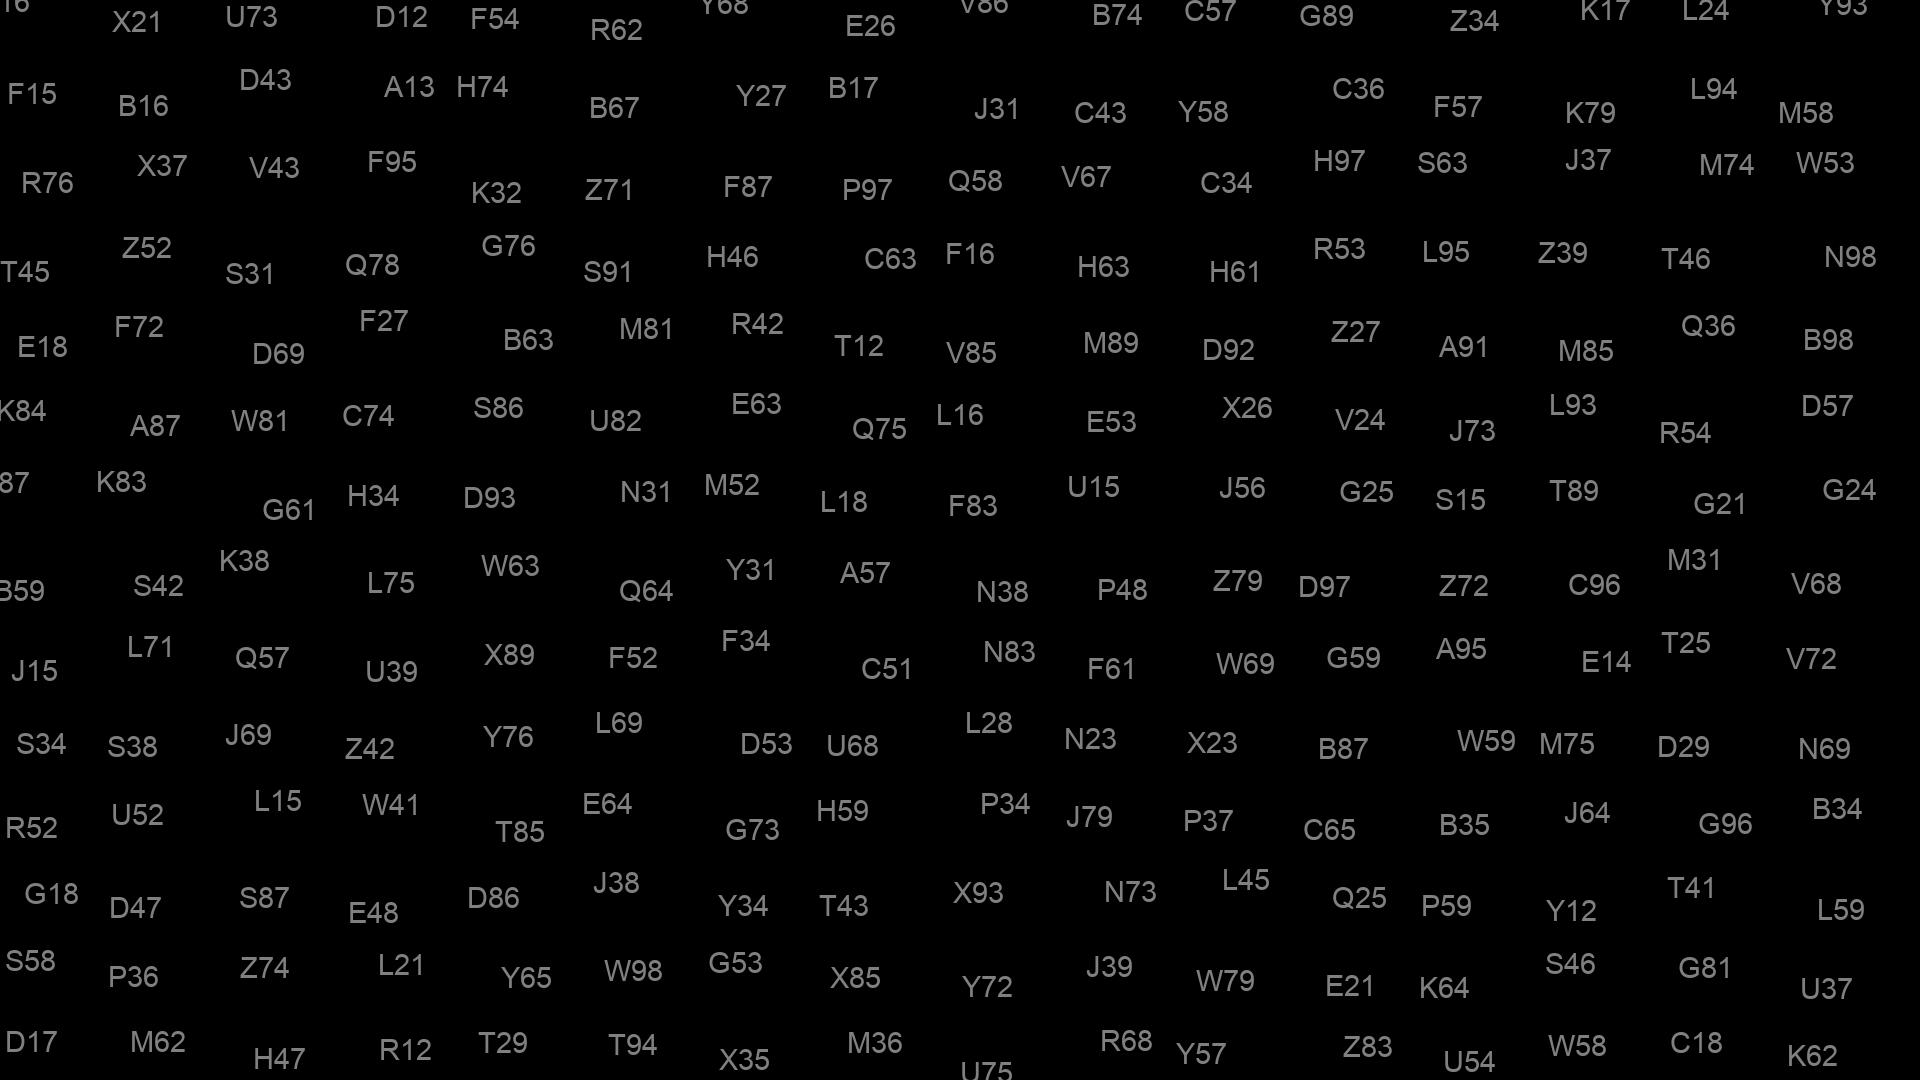 16 X21 U73 D12 F54 R62 Y68 E26 V86 B74 C57 G89 Z34 K17 L24 Y93
F15 B16 D43 A13 H74 B67 Y27 B17 J31 C43 Y58 C36 F57 K79 L94 M58
R76 X37 V43 F95 K32 Z71 F87 P97 Q58 V67 C34 H97 S63 J37 M74 W53
T45 Z52 S31 Q78 G76 S91 H46 C63 F16 H63 H61 R53 L95 Z39 T46 N98
E18 F72 D69 F27 B63 M81 R42 T12 V85 M89 D92 Z27 A91 M85 Q36 B98
K84 A87 W81 C74 S86 U82 E63 Q75 L16 E53 X26 V24 J73 L93 R54 D57
87 K83 G61 H34 D93 N31 M52 L18 F83 U15 J56 G25 S15 T89 G21 G24
B59 S42 K38 L75 W63 Q64 Y31 A57 N38 P48 Z79 D97 Z72 C96 M31 V68
J15 L71 Q57 U39 X89 F52 F34 C51 N83 F61 W69 G59 A95 E14 T25 V72
S34 S38 J69 Z42 Y76 L69 D53 U68 L28 N23 X23 B87 W59 M75 D29 N69
R52 U52 L15 W41 T85 E64 G73 H59 P34 J79 P37 C65 B35 J64 G96 B34
G18 D47 S87 E48 D86 J38 Y34 T43 X93 N73 L45 Q25 P59 Y12 T41 L59
S58 P36 Z74 L21 Y65 W98 G53 X85 Y72 J39 W79 E21 K64 S46 G81 U37
D17 M62 H47 R12 T29 T94 X35 M36 U75 R68 Y57 Z83 U54 W58 C18 K62